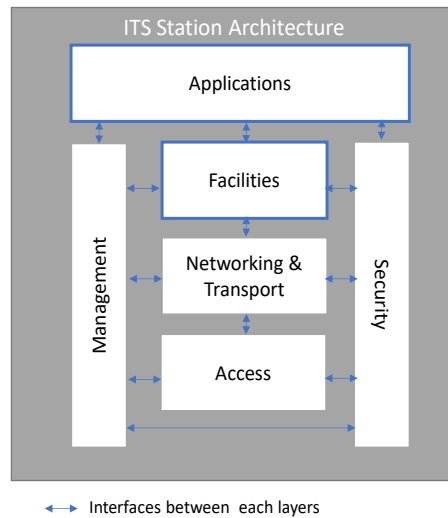 ITS Station Architecture
Applications
Facilities
Networking &
Transport
Access
Management
Security
Interfaces between each layers